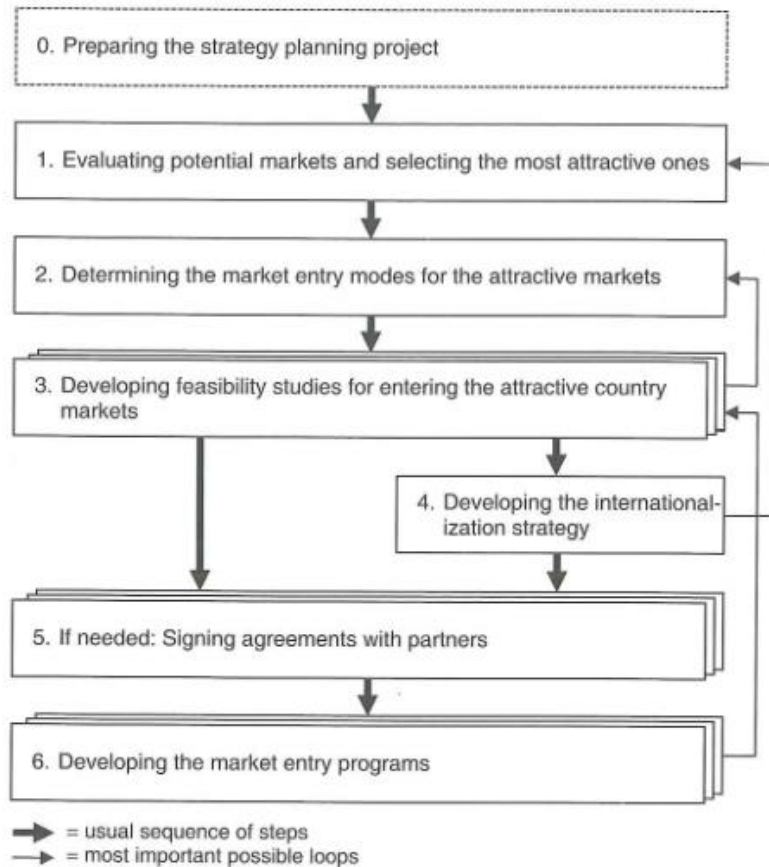 0. Preparing the strategy planning project
1. Evaluating potential markets and selecting the most attractive ones
2. Determining the market entry modes for the attractive markets
3. Developing feasibility studies for entering the attractive country
markets
4. Developing the international-
ization strategy
5. If needed: Signing agreements with partners
6. Developing the market entry programs
= usual sequence of steps
= most important possible loops